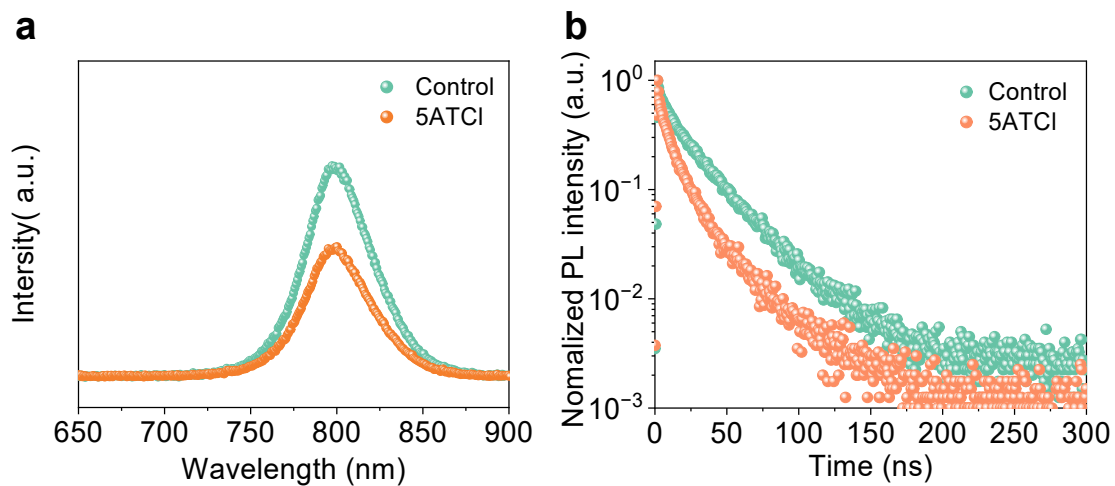 a
Intensity( a.u.)
Control
5ATCl
650 700 750 800 850 900
Wavelength (nm)
b
Nomalized PL intensity (a.u.)
10^0
10^-1
10^-2
10^-3
Control
5ATCl
0 50 100 150 200 250 300
Time (ns)